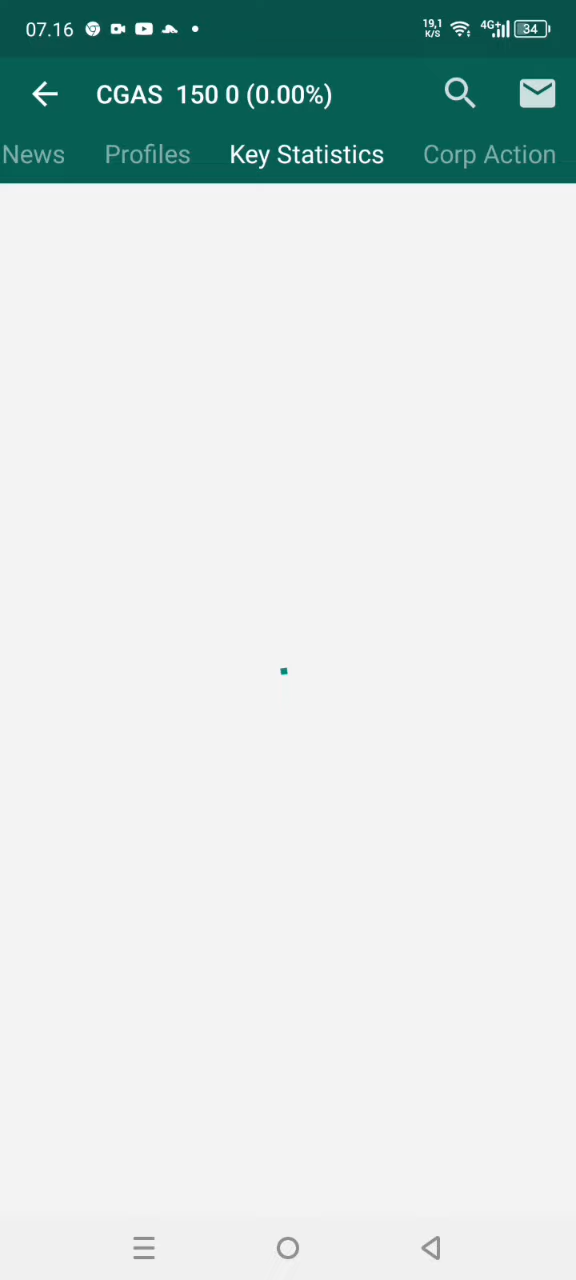 07.16 19,1 K/S 4G+ 34
CGAS 150 0 (0.00%)
News Profiles Key Statistics Corp Action